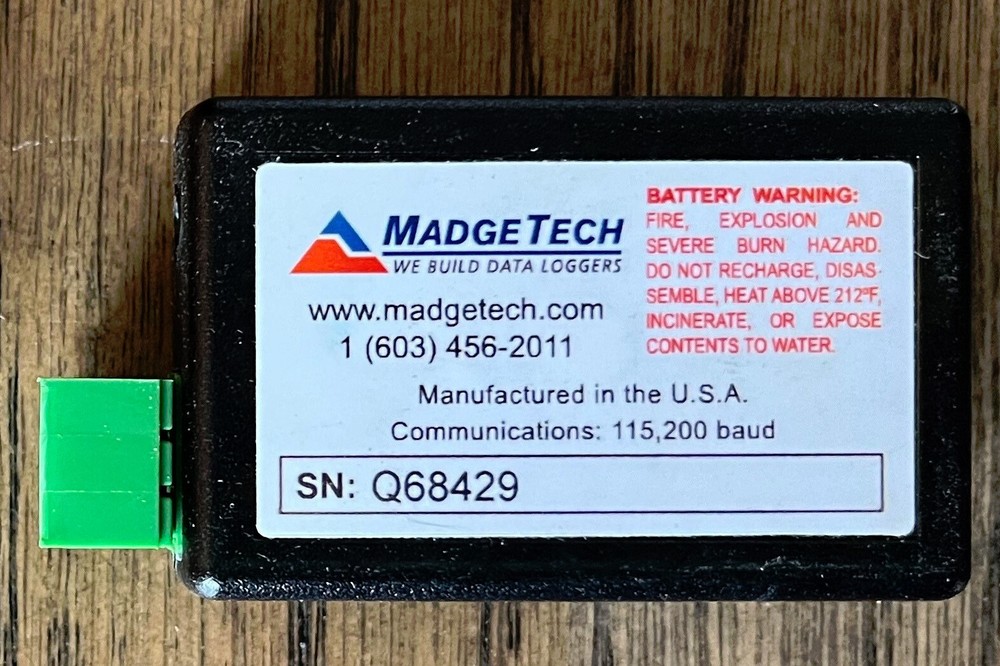 MADGETECH
WE BUILD DATA LOGGERS
www.madgetech.com
1 (603) 456-2011
BATTERY WARNING:
FIRE, EXPLOSION AND
SEVERE BURN HAZARD.
DO NOT RECHARGE, DISAS-
SEMBLE, HEAT ABOVE 212ºF,
INCINERATE, OR EXPOSE
CONTENTS TO WATER.
Manufactured in the U.S.A.
Communications: 115,200 baud
SN: Q68429